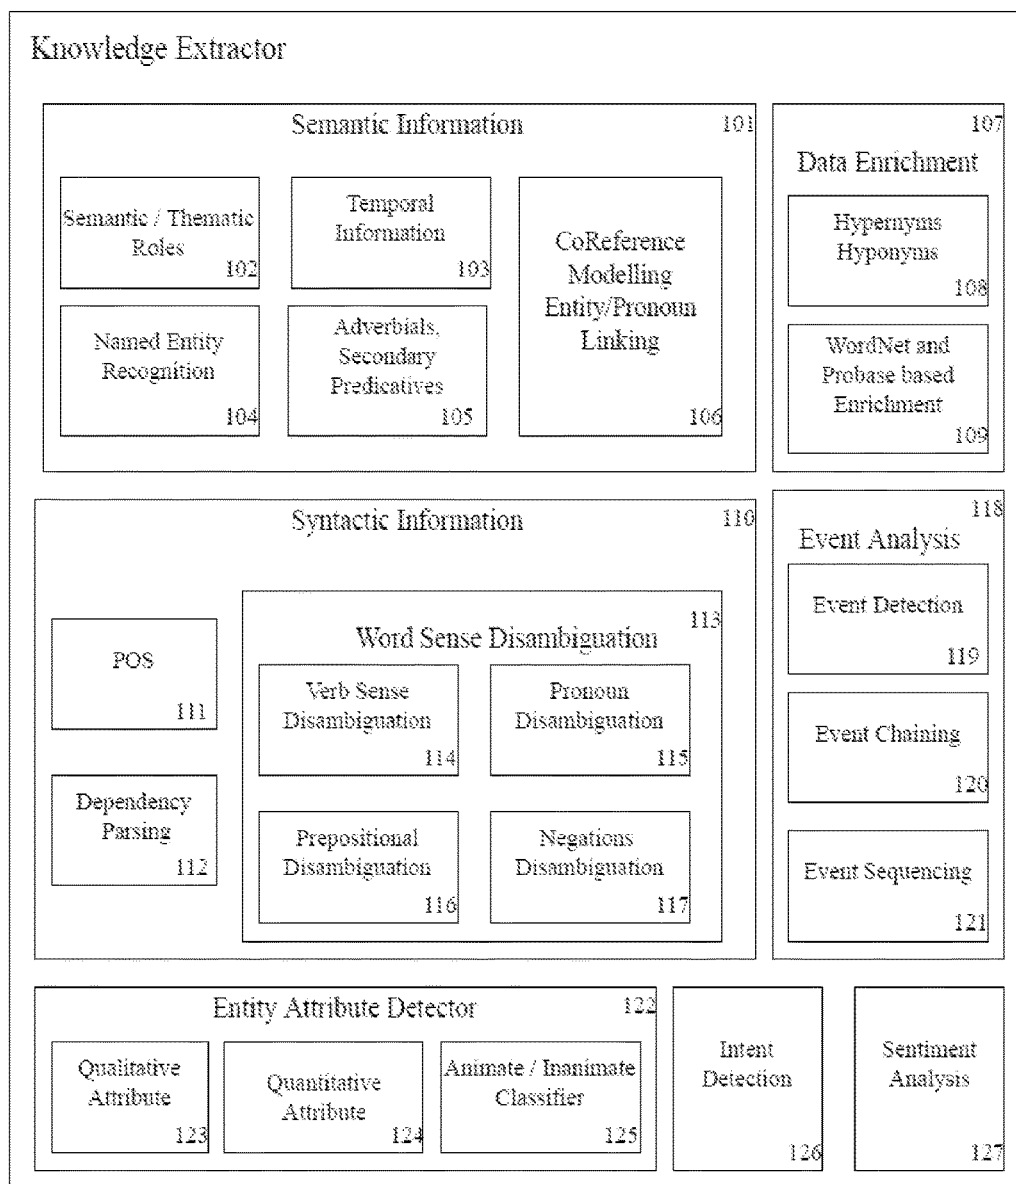 Knowledge Extractor
Semantic Information
101
Semantic / Thematic
Roles
102
Temporal
Information
103
CoReference
Modelling
Entity/Pronoun
Linking
106
Named Entity
Recognition
104
Adverbials,
Secondary
Predicatives
105
107
Data Enrichment
Hypernyms
Hyponyms
108
WordNet and
Probase based
Enrichment
109
Syntactic Information
110
POS
111
Dependency
Parsing
112
113
Word Sense Disambiguation
Verb Sense
Disambiguation
114
Pronoun
Disambiguation
115
Prepositional
Disambiguation
116
Negations
Disambiguation
117
118
Event Analysis
Event Detection
119
Event Chaining
120
Event Sequencing
121
Entity Attribute Detector
122
Qualitative
Attribute
123
Quantitative
Attribute
124
Animate / Inanimate
Classifier
125
Intent
Detection
126
Sentiment
Analysis
127